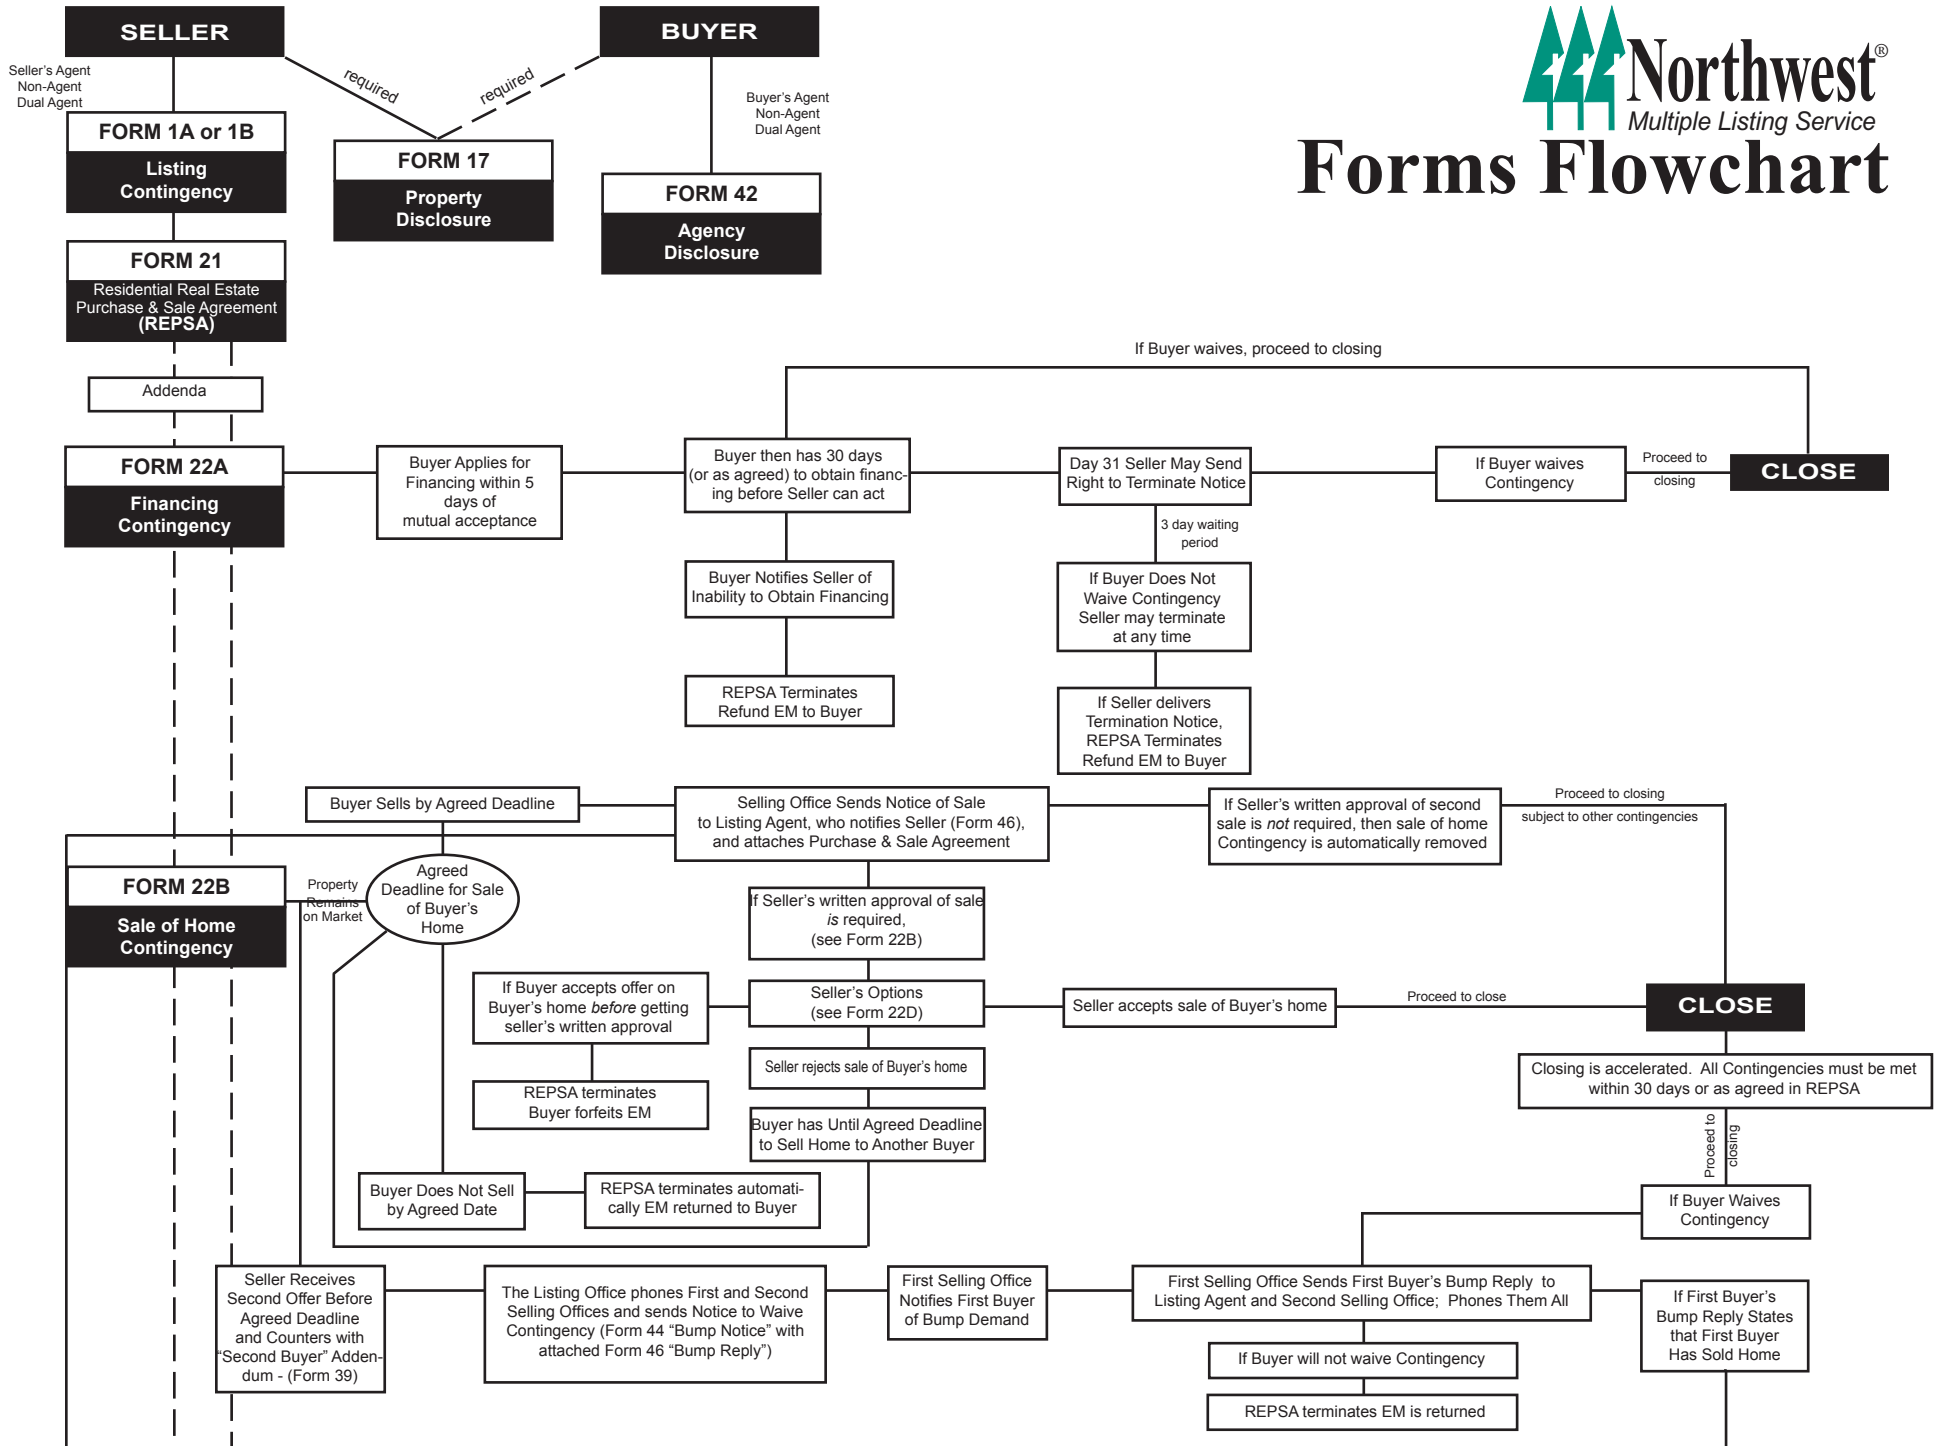 SELLER
BUYER
Northwest®
Multiple Listing Service
Forms Flowchart
Seller's Agent
Non-Agent
Dual Agent
required
required
Buyer's Agent
Non-Agent
Dual Agent
FORM 1A or 1B
Listing
Contingency
FORM 17
Property
Disclosure
FORM 42
Agency
Disclosure
FORM 21
Residential Real Estate
Purchase & Sale Agreement
(REPSA)
Addenda
If Buyer waives, proceed to closing
FORM 22A
Financing
Contingency
Buyer Applies for
Financing within 5
days of
mutual acceptance
Buyer then has 30 days
(or as agreed) to obtain financ-
ing before Seller can act
Day 31 Seller May Send
Right to Terminate Notice
If Buyer waives
Contingency
Proceed to
closing
CLOSE
3 day waiting
period
Buyer Notifies Seller of
Inability to Obtain Financing
If Buyer Does Not
Waive Contingency
Seller may terminate
at any time
REPSA Terminates
Refund EM to Buyer
If Seller delivers
Termination Notice,
REPSA Terminates
Refund EM to Buyer
Buyer Sells by Agreed Deadline
Selling Office Sends Notice of Sale
to Listing Agent, who notifies Seller (Form 46),
and attaches Purchase & Sale Agreement
If Seller's written approval of second
sale is not required, then sale of home
Contingency is automatically removed
Proceed to closing
subject to other contingencies
FORM 22B
Sale of Home
Contingency
Property
Remains
on Market
Agreed
Deadline for Sale
of Buyer's
Home
If Seller's written approval of sale
is required,
(see Form 22B)
If Buyer accepts offer on
Buyer's home before getting
seller's written approval
Seller's Options
(see Form 22D)
Seller accepts sale of Buyer's home
Proceed to close
CLOSE
Seller rejects sale of Buyer's home
Closing is accelerated. All Contingencies must be met
within 30 days or as agreed in REPSA
REPSA terminates
Buyer forfeits EM
Buyer has Until Agreed Deadline
to Sell Home to Another Buyer
Proceed to
closing
Buyer Does Not Sell
by Agreed Date
REPSA terminates automati-
cally EM returned to Buyer
If Buyer Waives
Contingency
Seller Receives
Second Offer Before
Agreed Deadline
and Counters with
"Second Buyer" Adden-
dum - (Form 39)
The Listing Office phones First and Second
Selling Offices and sends Notice to Waive
Contingency (Form 44 "Bump Notice" with
attached Form 46 "Bump Reply")
First Selling Office
Notifies First Buyer
of Bump Demand
First Selling Office Sends First Buyer's Bump Reply to
Listing Agent and Second Selling Office; Phones Them All
If First Buyer's
Bump Reply States
that First Buyer
Has Sold Home
If Buyer will not waive Contingency
REPSA terminates EM is returned